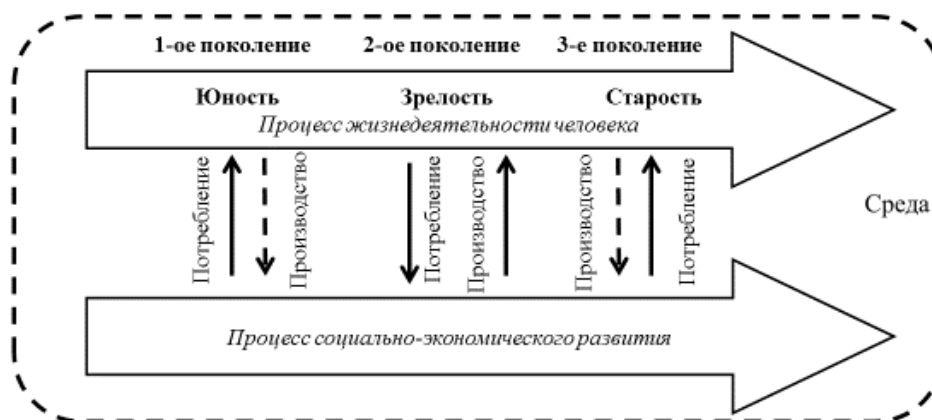 1-ое поколение 2-ое поколение 3-е поколение
Юность Зрелость Старость
Процесс жизнедеятельности человека
Потребление
Производство
Потребление
Производство
Производство
Потребление
Среда
Процесс социально-экономического развития